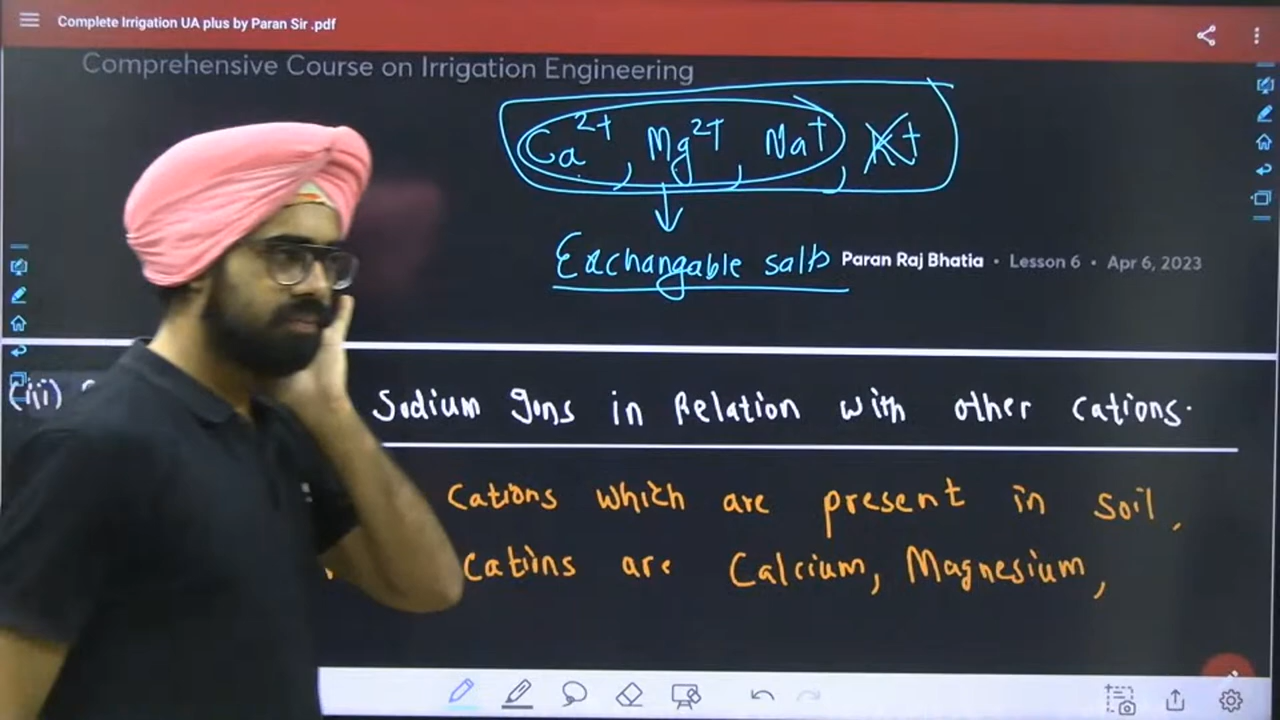 Complete Irrigation UA plus by Paran Sir .pdf
Comprehensive Course on Irrigation Engineering
Ca²⁺, Mg²⁺, Na⁺, K⁺
Exchangable salts
Paran Raj Bhatia • Lesson 6 • Apr 6, 2023
(iii) Sodium Ions in Relation with other Cations.
Cations which are present in soil,
Cations are Calcium, Magnesium,